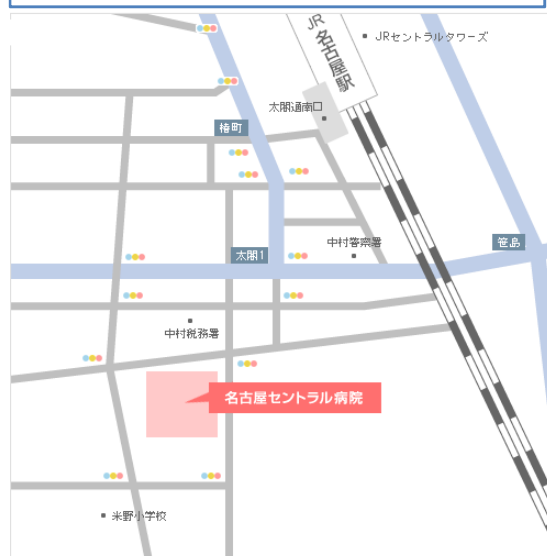 JR名古屋駅
JRセントラルタワーズ
太閤通南口
椿町
中村警察署
笹島
太閤1
中村税務署
名古屋セントラル病院
米野小学校